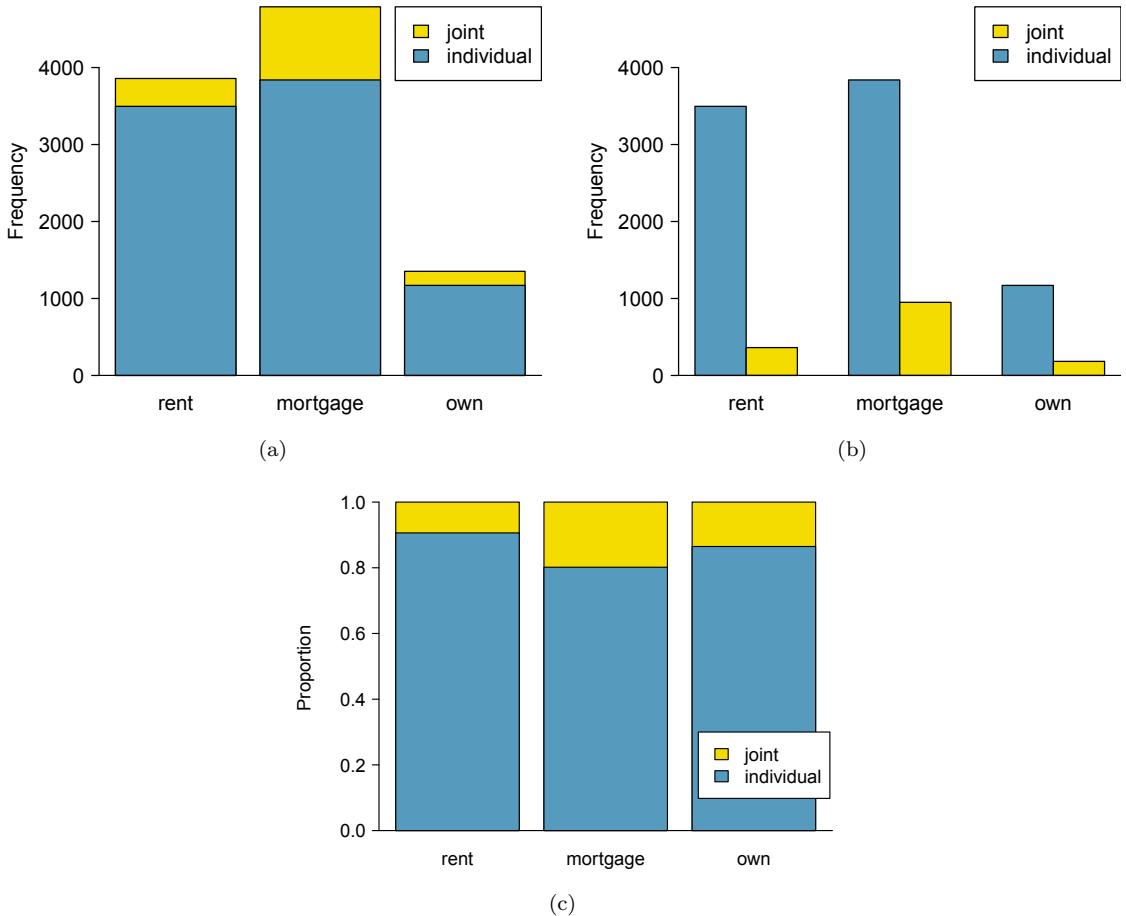 joint
individual
4000
3000
2000
1000
0
Frequency
rent mortgage own
(a)
joint
individual
4000
3000
2000
1000
0
Frequency
rent mortgage own
(b)
1.0
0.8
0.6
0.4
0.2
0.0
Proportion
joint
individual
rent mortgage own
(c)